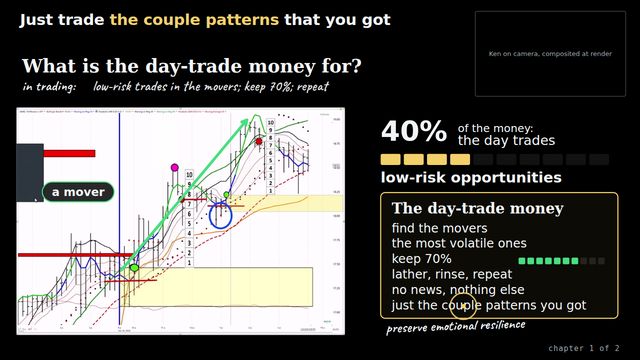 Just trade the couple patterns that you got
Ken on camera, composited at render
What is the day-trade money for?
in trading: low-risk trades in the movers; keep 70%; repeat
a mover
10
9
8
7
6
5
4
3
2
1
10
9
8
7
6
5
4
3
2
1
40% of the money:
the day trades
low-risk opportunities
The day-trade money
find the movers
the most volatile ones
keep 70%
lather, rinse, repeat
no news, nothing else
just the couple patterns you got
preserve emotional resilience
chapter 1 of 2